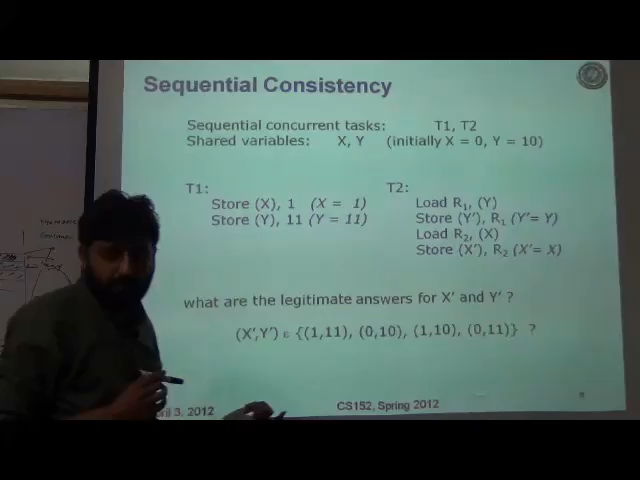 Sequential Consistency
Sequential concurrent tasks: T1, T2
Shared variables: X, Y (initially X = 0, Y = 10)
T1: T2:
Store (X), 1 (X = 1) Load R₁, (Y)
Store (Y), 11 (Y = 11) Store (Y'), R₁ (Y'= Y)
Load R₂, (X)
Store (X'), R₂ (X'= X)
what are the legitimate answers for X' and Y' ?
(X',Y') ε {(1,11), (0,10), (1,10), (0,11)} ?
3, 2012 CS152, Spring 2012